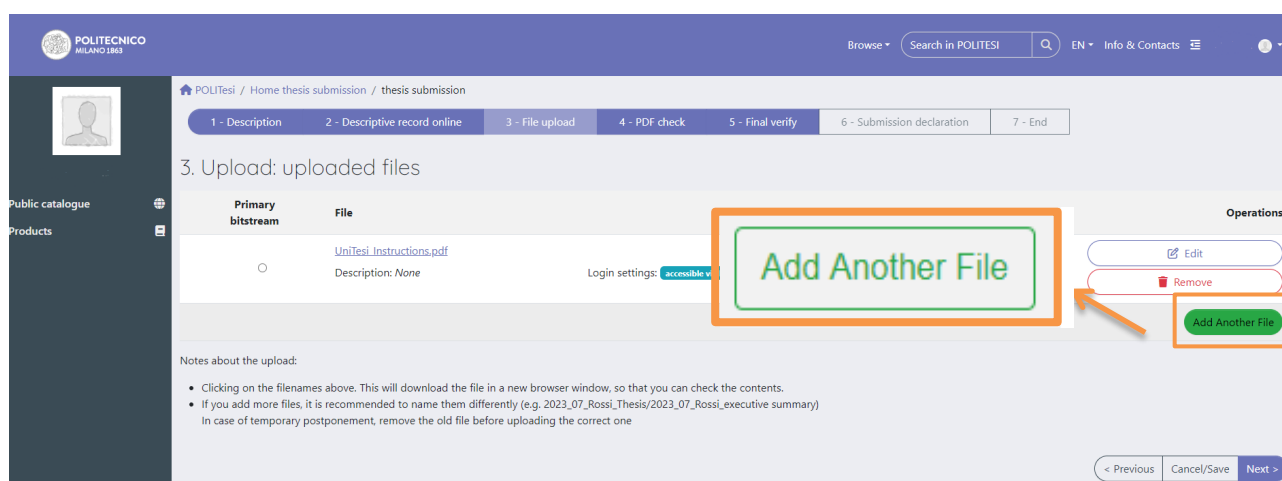 POLITECNICO
MILANO 1863
Browse
Search in POLITESI
EN
Info & Contacts
POLITesi / Home thesis submission / thesis submission
1 - Description
2 - Descriptive record online
3 - File upload
4 - PDF check
5 - Final verify
6 - Submission declaration
7 - End
3. Upload: uploaded files
Public catalogue
Products
Primary
bitstream
File
Operations
UniTesi_Instructions.pdf
Description: None
Login settings: accessible
Add Another File
Edit
Remove
Add Another File
Notes about the upload:
• Clicking on the filenames above. This will download the file in a new browser window, so that you can check the contents.
• If you add more files, it is recommended to name them differently (e.g. 2023_07_Rossi_Thesis/2023_07_Rossi_executive summary)
In case of temporary postponement, remove the old file before uploading the correct one
< Previous
Cancel/Save
Next >